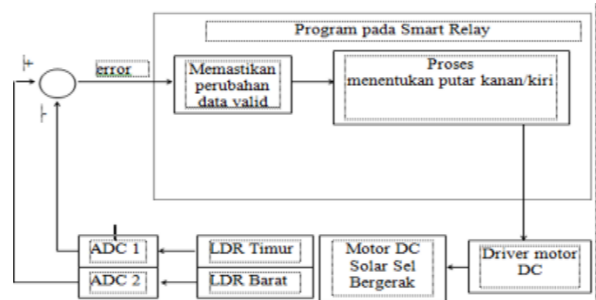 Program pada Smart Relay
+
error
Memastikan
perubahan
data valid
Proses
menentukan putar kanan/kiri
-
ADC 1
LDR Timur
Motor DC
Solar Sel
Bergerak
Driver motor
DC
ADC 2
LDR Barat